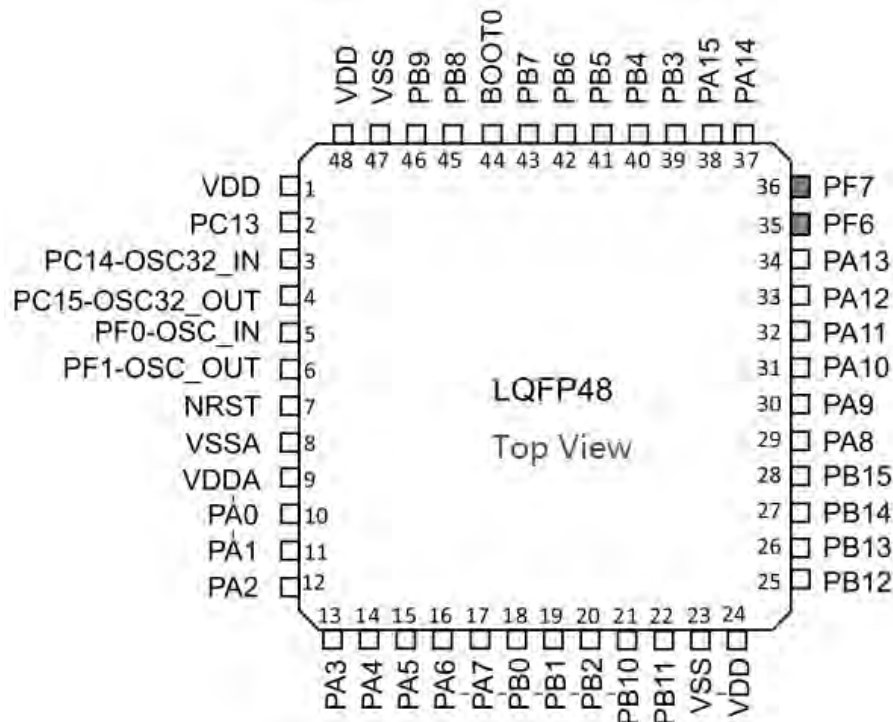 VDD
VSS
PB9
PB8
BOOT0
PB7
PB6
PB5
PB4
PB3
PA15
PA14
48 47 46 45 44 43 42 41 40 39 38 37
VDD 1
PC13 2
PC14-OSC32_IN 3
PC15-OSC32_OUT 4
PF0-OSC_IN 5
PF1-OSC_OUT 6
NRST 7
VSSA 8
VDDA 9
PA0 10
PA1 11
PA2 12
LQFP48
Top View
36 PF7
35 PF6
34 PA13
33 PA12
32 PA11
31 PA10
30 PA9
29 PA8
28 PB15
27 PB14
26 PB13
25 PB12
13 14 15 16 17 18 19 20 21 22 23 24
PA3
PA4
PA5
PA6
PA7
PB0
PB1
PB2
PB10
PB11
VSS
VDD